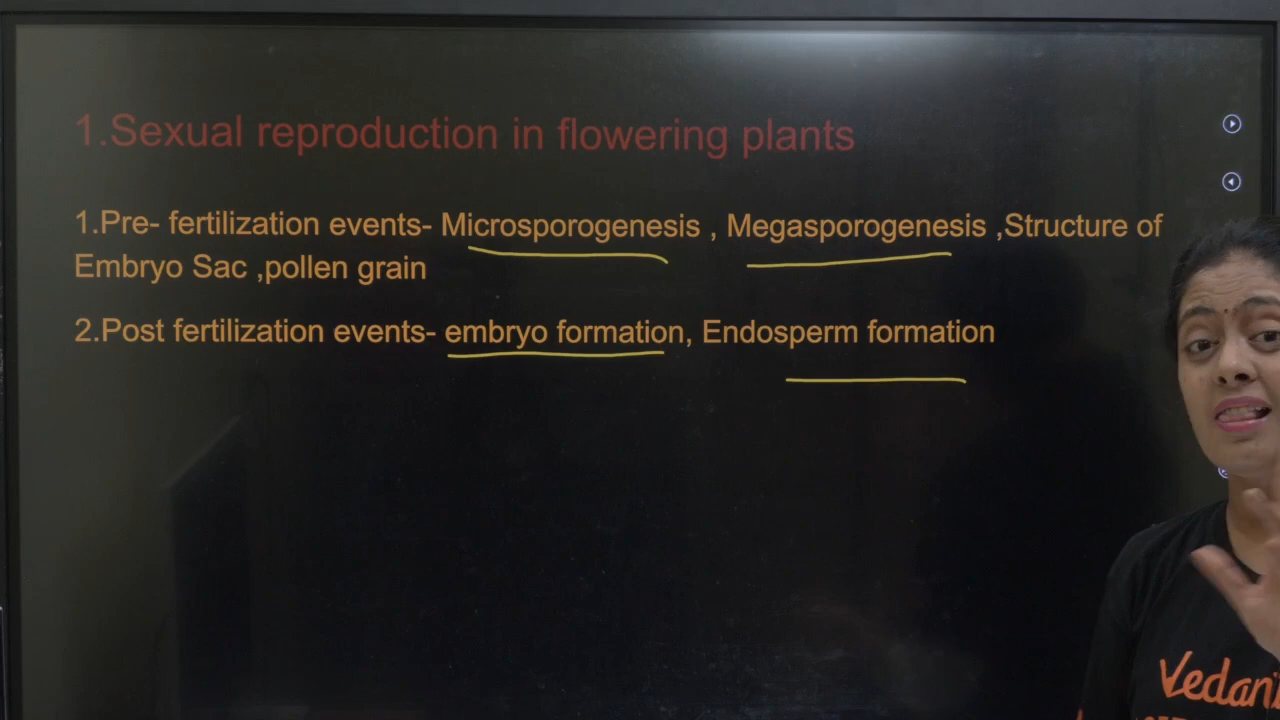 1.Sexual reproduction in flowering plants
1.Pre- fertilization events- Microsporogenesis , Megasporogenesis ,Structure of
Embryo Sac ,pollen grain
2.Post fertilization events- embryo formation, Endosperm formation